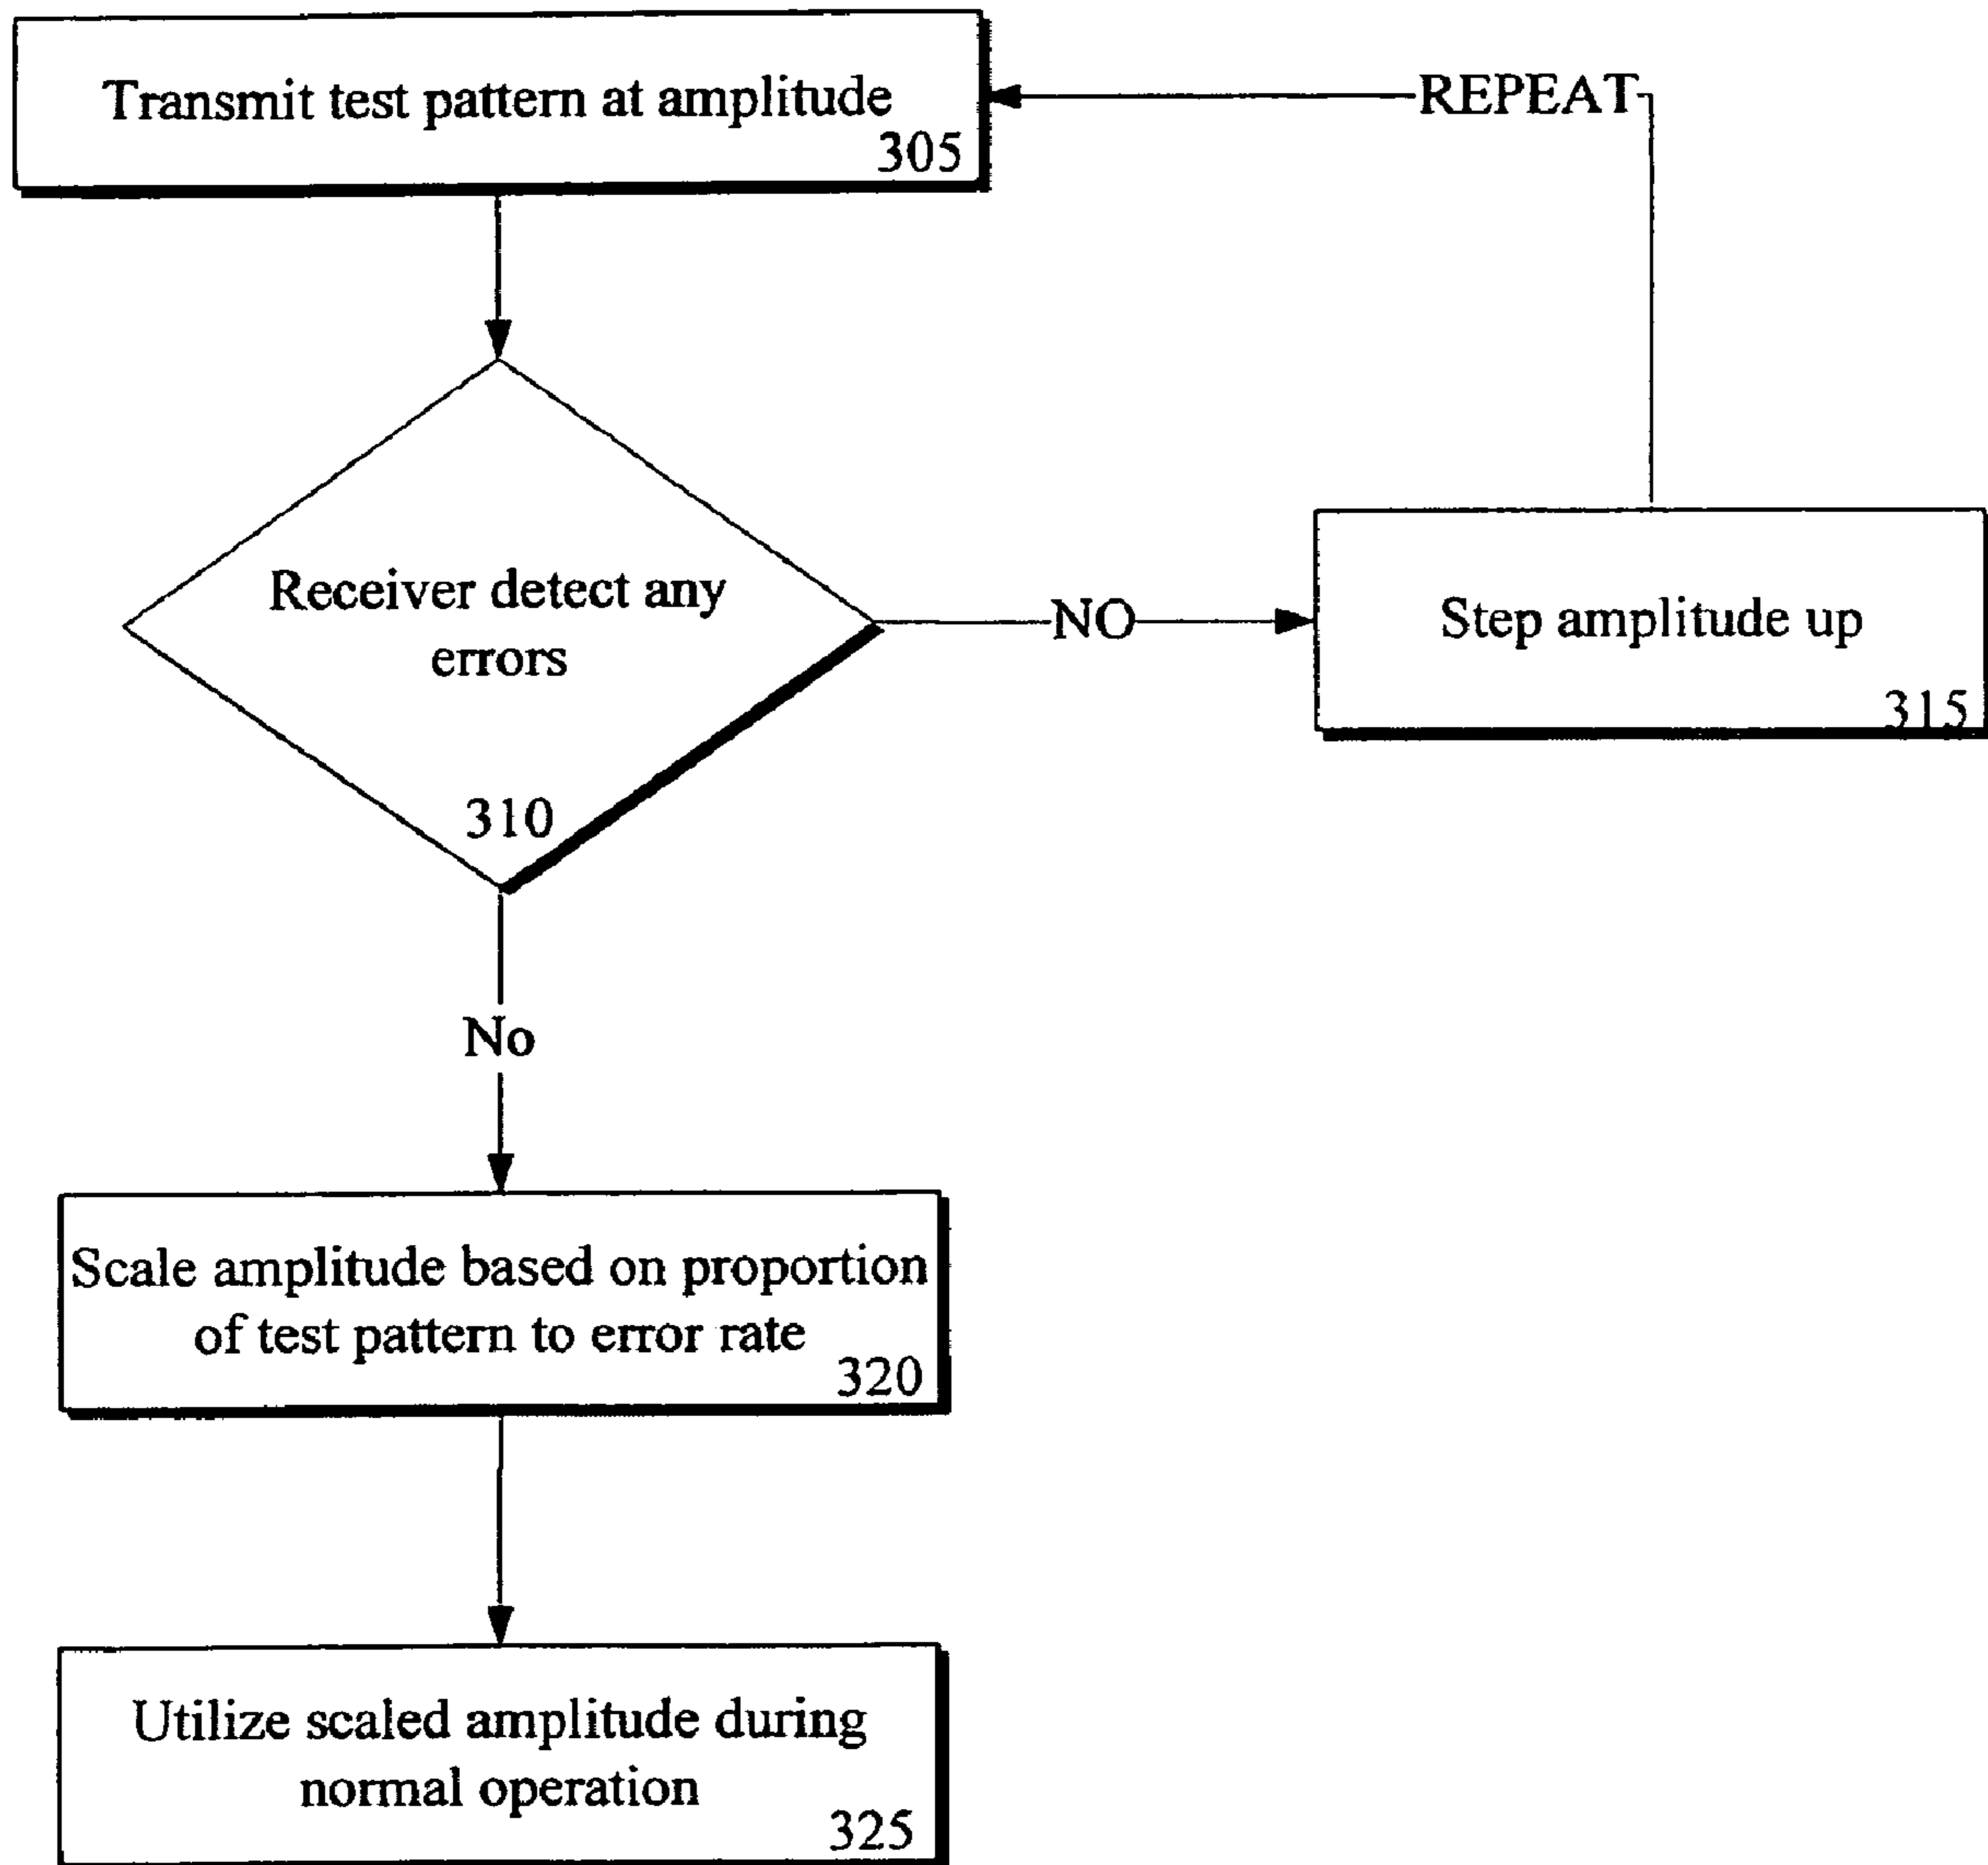 Transmit test pattern at amplitude
305
REPEAT
Receiver detect any
errors
310
NO
Step amplitude up
315
No
Scale amplitude based on proportion
of test pattern to error rate
320
Utilize scaled amplitude during
normal operation
325